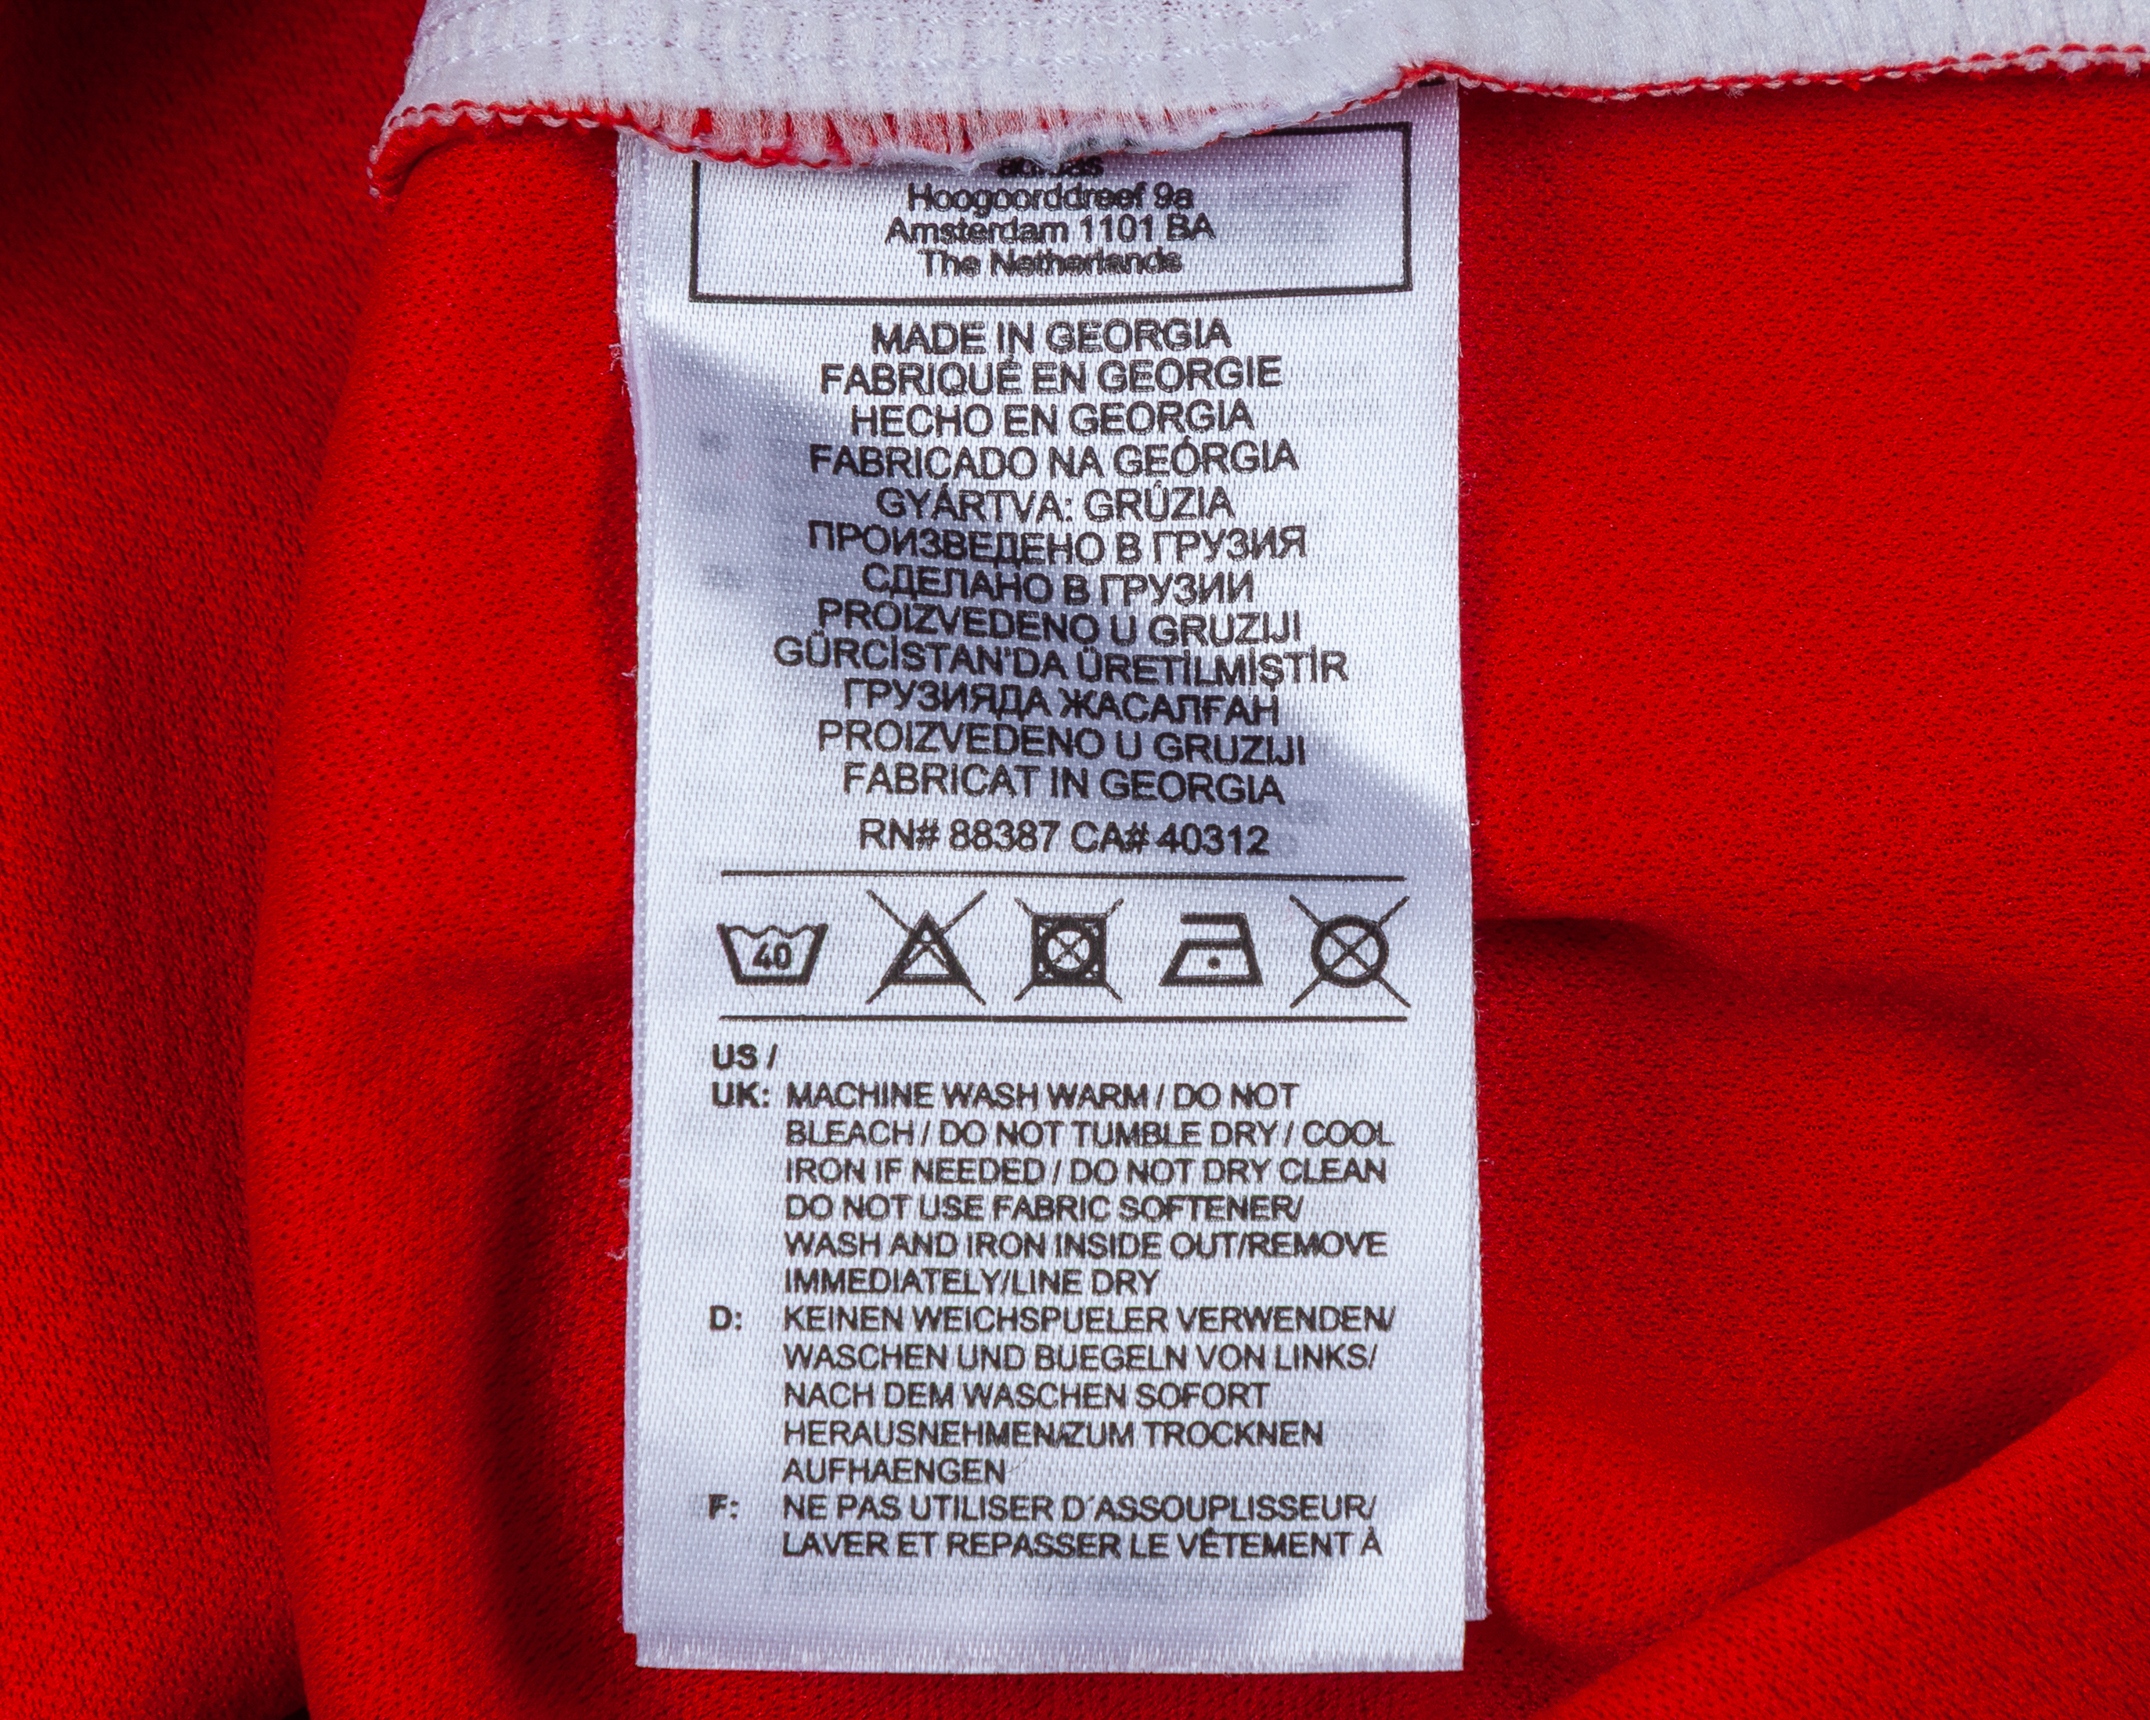 adidas
Hoogoorddreef 9a
Amsterdam 1101 BA
The Netherlands
MADE IN GEORGIA
FABRIQUÉ EN GEORGIE
HECHO EN GEORGIA
FABRICADO NA GEÓRGIA
GYÁRTVA: GRÚZIA
ПРОИЗВЕДЕНО В ГРУЗИЯ
СДЕЛАНО В ГРУЗИИ
PROIZVEDENO U GRUZIJI
GÜRCİSTAN'DA ÜRETİLMİŞTİR
ГРУЗИЯДА ЖАСАЛҒАН
PROIZVEDENO U GRUZIJI
FABRICAT IN GEORGIA
RN# 88387 CA# 40312
40
US /
UK: MACHINE WASH WARM / DO NOT
BLEACH / DO NOT TUMBLE DRY / COOL
IRON IF NEEDED / DO NOT DRY CLEAN
DO NOT USE FABRIC SOFTENER/
WASH AND IRON INSIDE OUT/REMOVE
IMMEDIATELY/LINE DRY
D: KEINEN WEICHSPUELER VERWENDEN/
WASCHEN UND BUEGELN VON LINKS/
NACH DEM WASCHEN SOFORT
HERAUSNEHMEN/ZUM TROCKNEN
AUFHAENGEN
F: NE PAS UTILISER D´ASSOUPLISSEUR/
LAVER ET REPASSER LE VÊTEMENT À